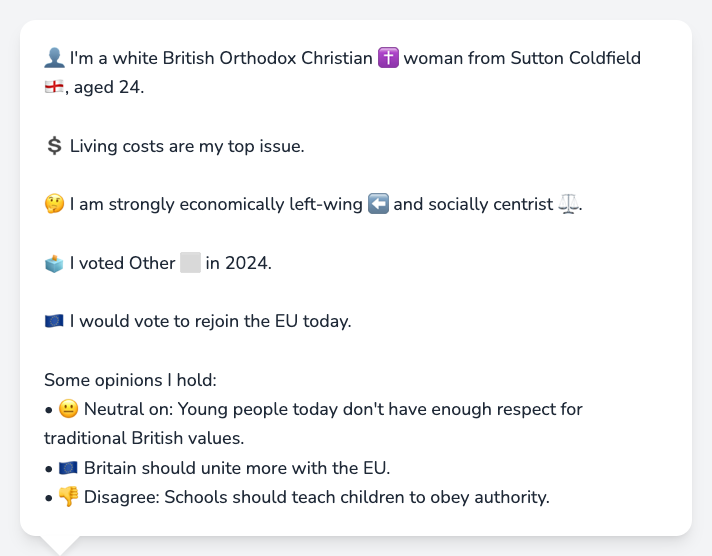 👤 I'm a white British Orthodox Christian ✝️ woman from Sutton Coldfield
🏴󠁧󠁢󠁥󠁮󠁧󠁿, aged 24.
💲 Living costs are my top issue.
🤔 I am strongly economically left-wing ⬅️ and socially centrist ⚖️.
🗳️ I voted Other ⬜ in 2024.
🇪🇺 I would vote to rejoin the EU today.
Some opinions I hold:
• 😐 Neutral on: Young people today don't have enough respect for
traditional British values.
• 🇪🇺 Britain should unite more with the EU.
• 👎 Disagree: Schools should teach children to obey authority.